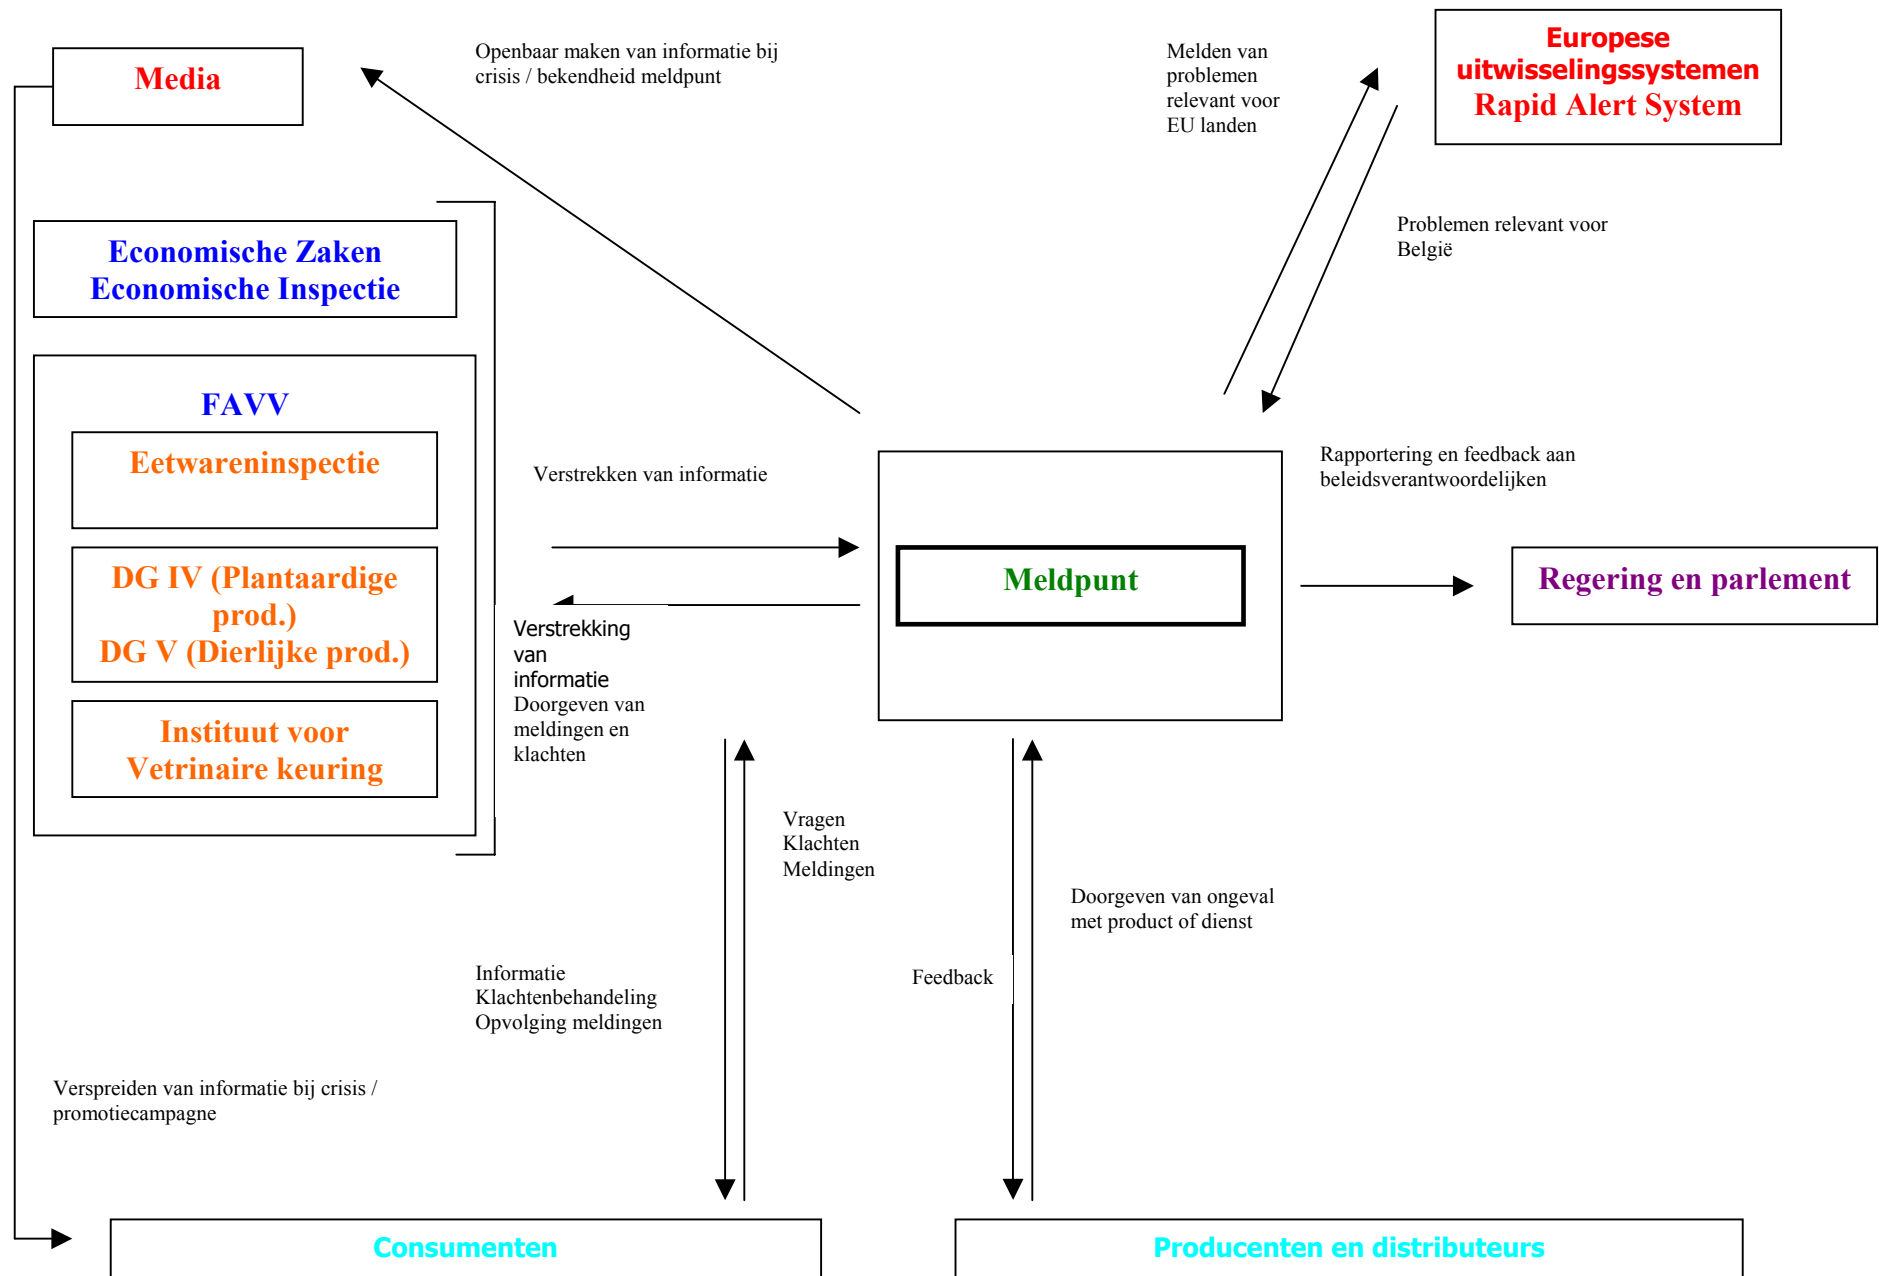 Media
Openbaar maken van informatie bij
crisis / bekendheid meldpunt
Melden van
problemen
relevant voor
EU landen
Europese
uitwisselingssystemen
Rapid Alert System
Problemen relevant voor
België
Economische Zaken
Economische Inspectie
FAVV
Eetwareninspectie
DG IV (Plantaardige
prod.)
DG V (Dierlijke prod.)
Instituut voor
Vetrinaire keuring
Verstrekken van informatie
Verstrekking
van
informatie
Doorgeven van
meldingen en
klachten
Meldpunt
Rapportering en feedback aan
beleidsverantwoordelijken
Regering en parlement
Vragen
Klachten
Meldingen
Doorgeven van ongeval
met product of dienst
Informatie
Klachtenbehandeling
Opvolging meldingen
Feedback
Verspreiden van informatie bij crisis /
promotiecampagne
Consumenten
Producenten en distributeurs